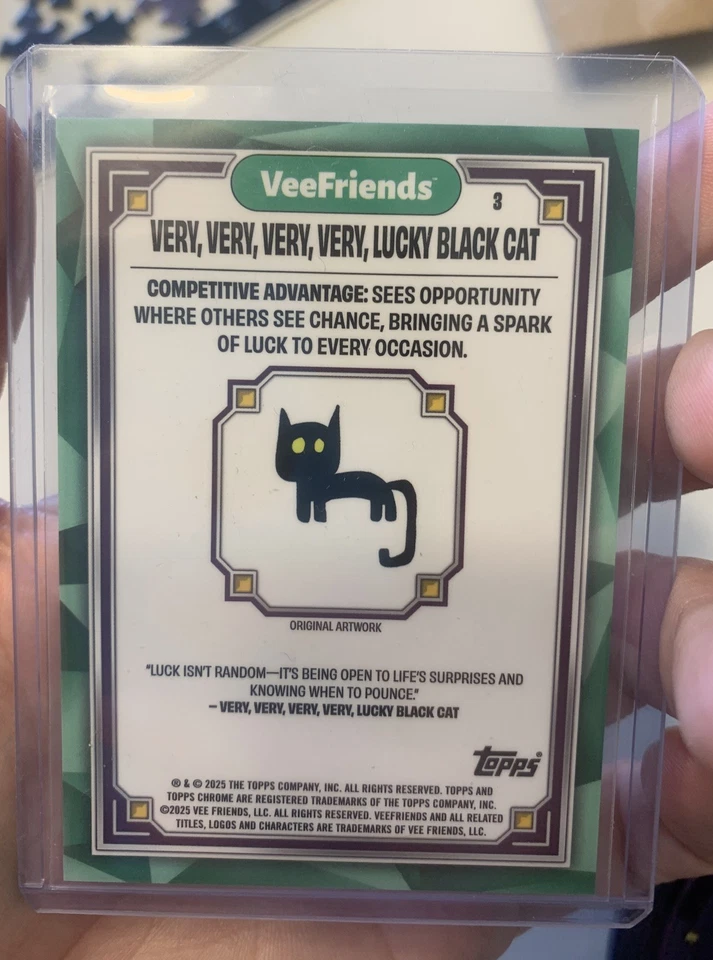 VeeFriends™
3
VERY, VERY, VERY, VERY, LUCKY BLACK CAT
COMPETITIVE ADVANTAGE: SEES OPPORTUNITY
WHERE OTHERS SEE CHANCE, BRINGING A SPARK
OF LUCK TO EVERY OCCASION.
ORIGINAL ARTWORK
"LUCK ISN'T RANDOM—IT'S BEING OPEN TO LIFE'S SURPRISES AND
KNOWING WHEN TO POUNCE."
– VERY, VERY, VERY, VERY, LUCKY BLACK CAT
Topps®
® & © 2025 THE TOPPS COMPANY, INC. ALL RIGHTS RESERVED. TOPPS AND
TOPPS CHROME ARE REGISTERED TRADEMARKS OF THE TOPPS COMPANY, INC.
©2025 VEE FRIENDS, LLC. ALL RIGHTS RESERVED. VEEFRIENDS AND ALL RELATED
TITLES, LOGOS AND CHARACTERS ARE TRADEMARKS OF VEE FRIENDS, LLC.